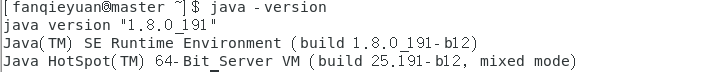 [fanqieyuan@master ~]$ java -version
java version "1.8.0_191"
Java(TM) SE Runtime Environment (build 1.8.0_191-b12)
Java HotSpot(TM) 64-Bit Server VM (build 25.191-b12, mixed mode)